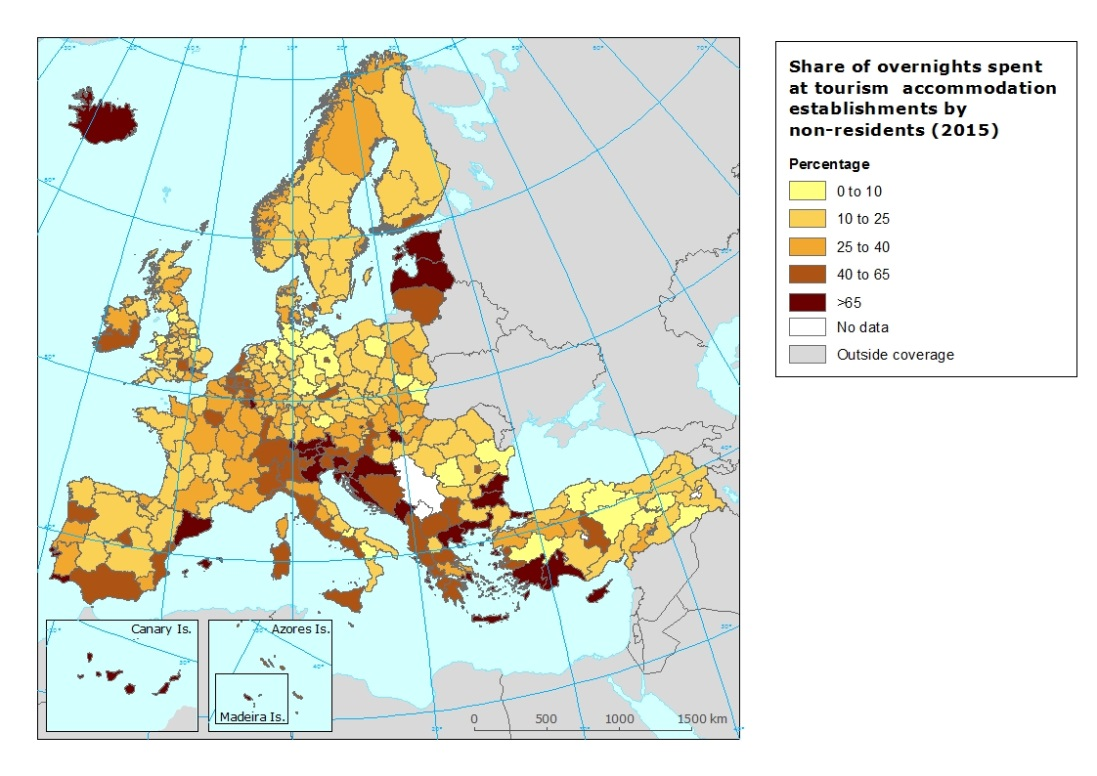 Share of overnights spent
at tourism accommodation
establishments by
non-residents (2015)
Percentage
0 to 10
10 to 25
25 to 40
40 to 65
>65
No data
Outside coverage
Canary Is.
Azores Is.
Madeira Is.
0 500 1000 1500 km